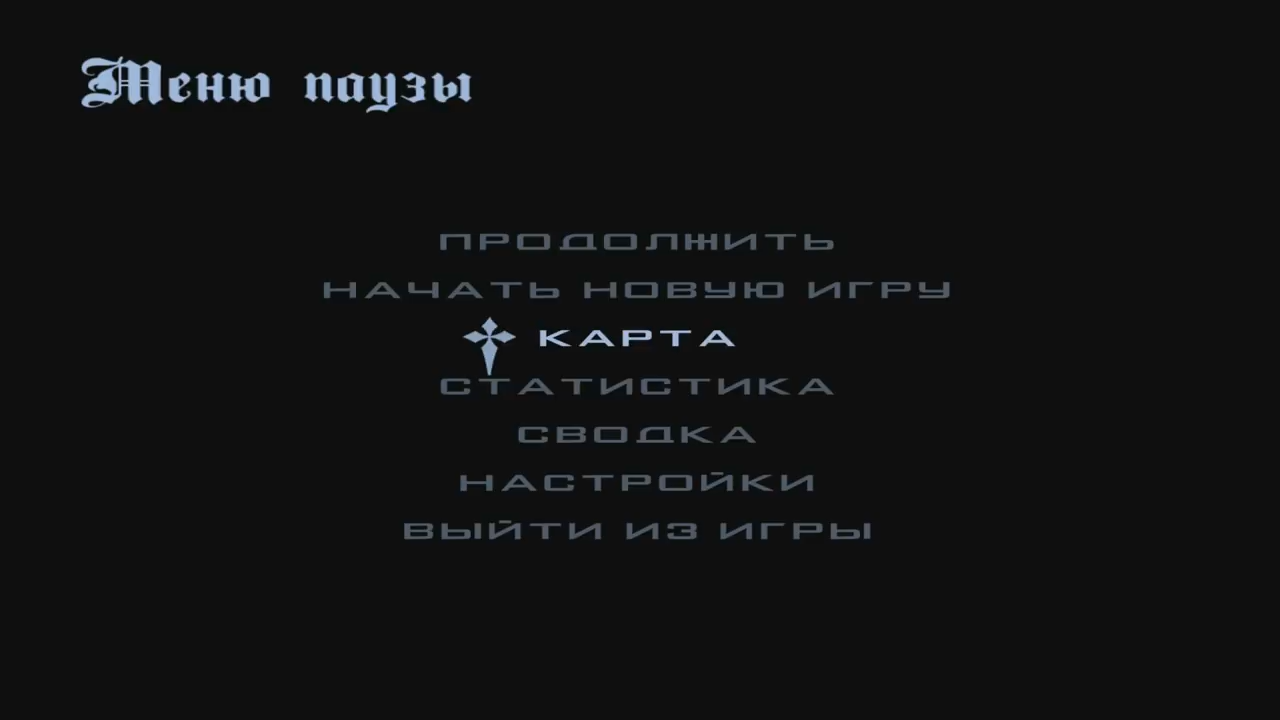 Меню паузы
ПРОДОЛЖИТЬ
НАЧАТЬ НОВУЮ ИГРУ
КАРТА
СТАТИСТИКА
СВОДКА
НАСТРОЙКИ
ВЫЙТИ ИЗ ИГРЫ